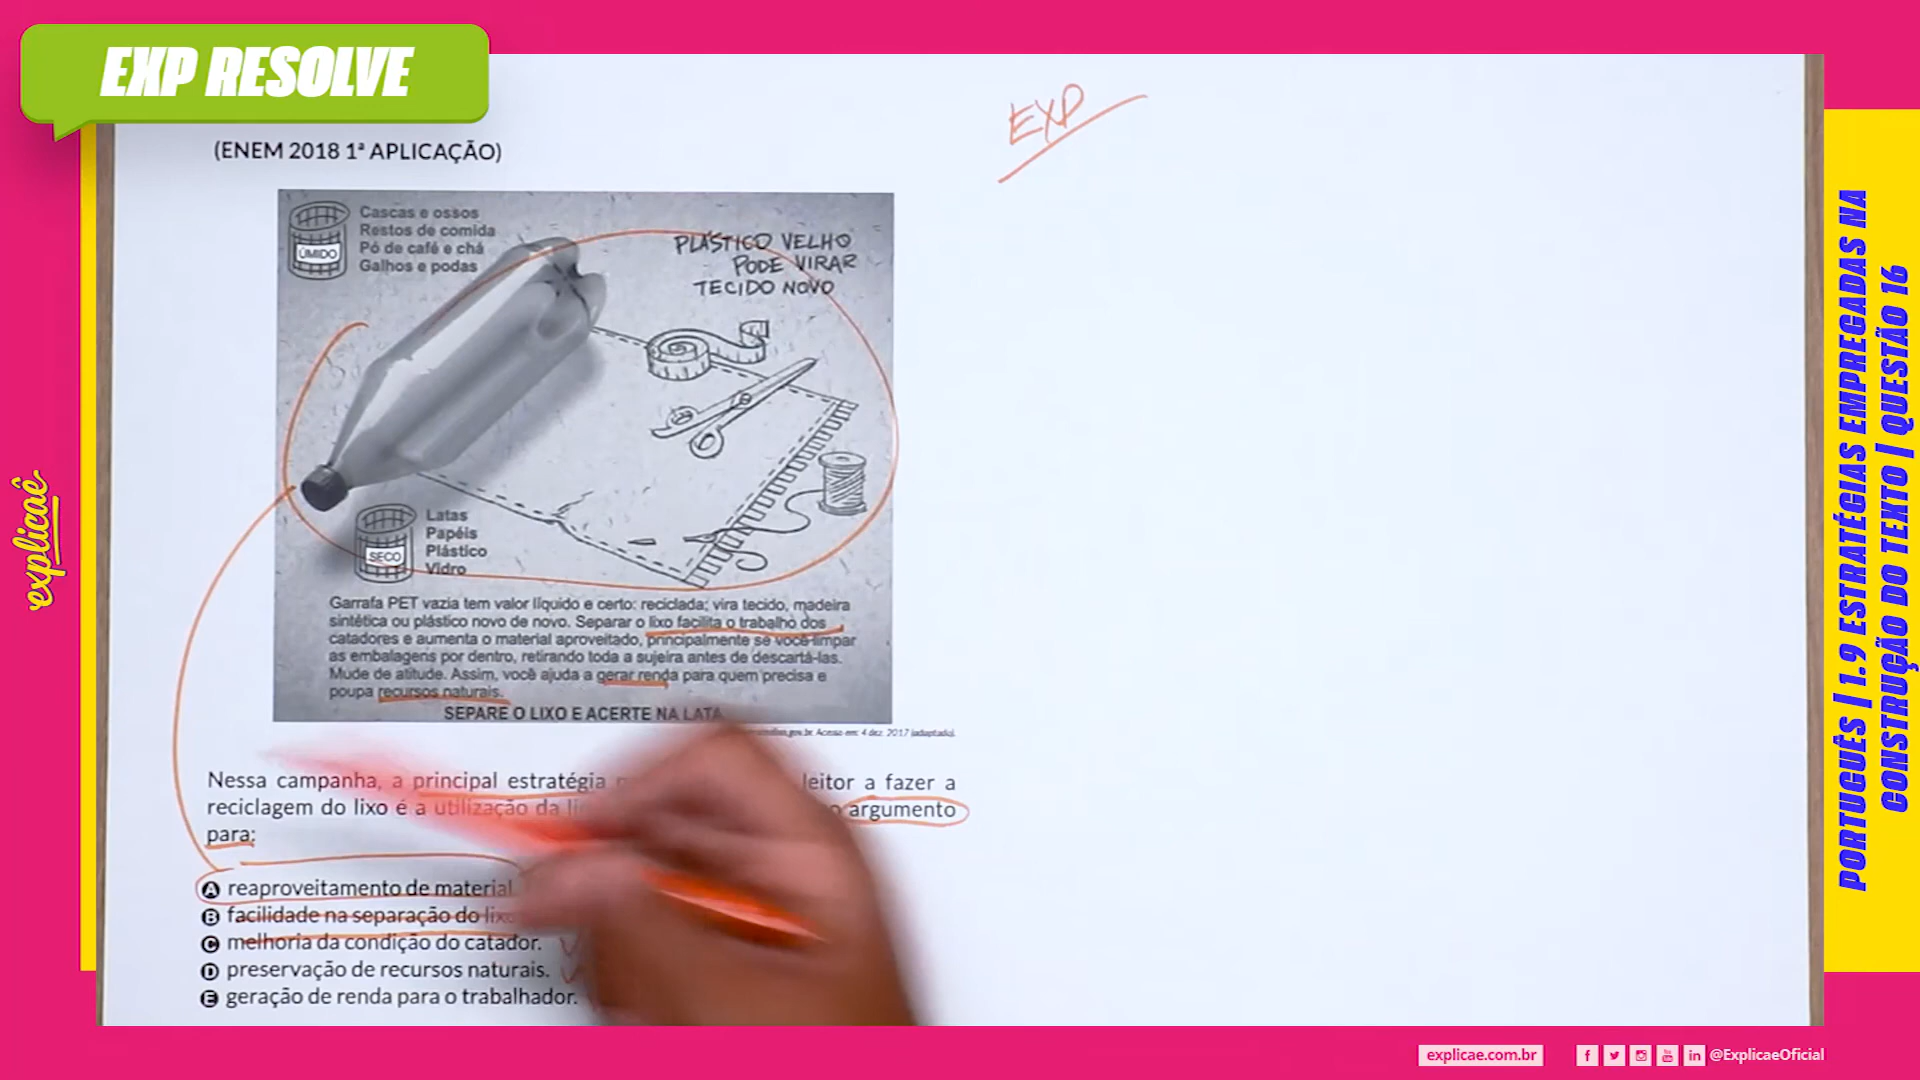 EXP RESOLVE
EXP
(ENEM 2018 1ª APLICAÇÃO)
ÚMIDO
Cascas e ossos
Restos de comida
Pó de café e chá
Galhos e podas
PLÁSTICO VELHO
PODE VIRAR
TECIDO NOVO
SECO
Latas
Papéis
Plástico
Vidro
Garrafa PET vazia tem valor líquido e certo: reciclada; vira tecido, madeira
sintética ou plástico novo de novo. Separar o lixo facilita o trabalho dos
catadores e aumenta o material aproveitado, principalmente se você limpar
as embalagens por dentro, retirando toda a sujeira antes de descartá-las.
Mude de atitude. Assim, você ajuda a gerar renda para quem precisa e
poupa recursos naturais.
SEPARE O LIXO E ACERTE NA LATA
Acesso em: 4 dez. 2017 (adaptado).
Nessa campanha, a principal estratégia leitor a fazer a
reciclagem do lixo é a utilização da argumento
para:
A reaproveitamento de material
B facilidade na separação do lixo
C melhoria da condição do catador.
D preservação de recursos naturais.
E geração de renda para o trabalhador.
explicaê
PORTUGUÊS | 1.9 ESTRATÉGIAS EMPREGADAS NA
CONSTRUÇÃO DO TEXTO | QUESTÃO 16
explicae.com.br
@ExplicaeOficial